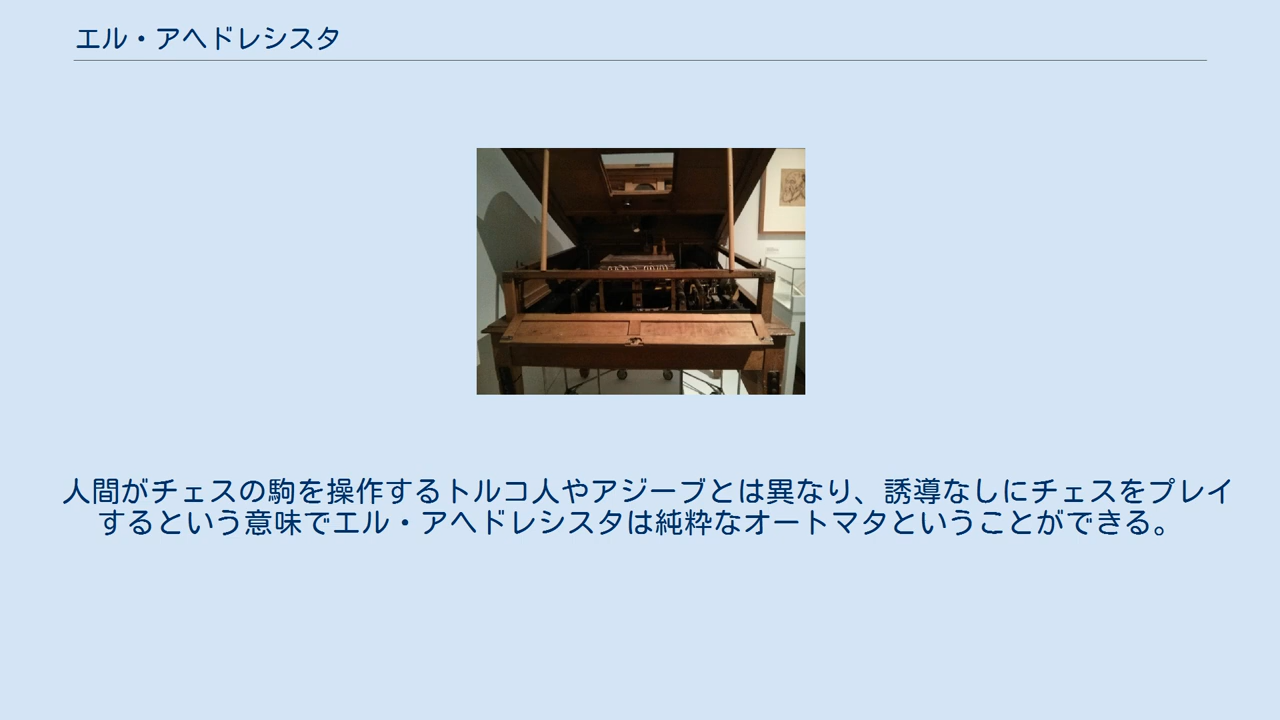 エル・アヘドレシスタ
人間がチェスの駒を操作するトルコ人やアジーブとは異なり、誘導なしにチェスをプレイ
するという意味でエル・アヘドレシスタは純粋なオートマタということができる。